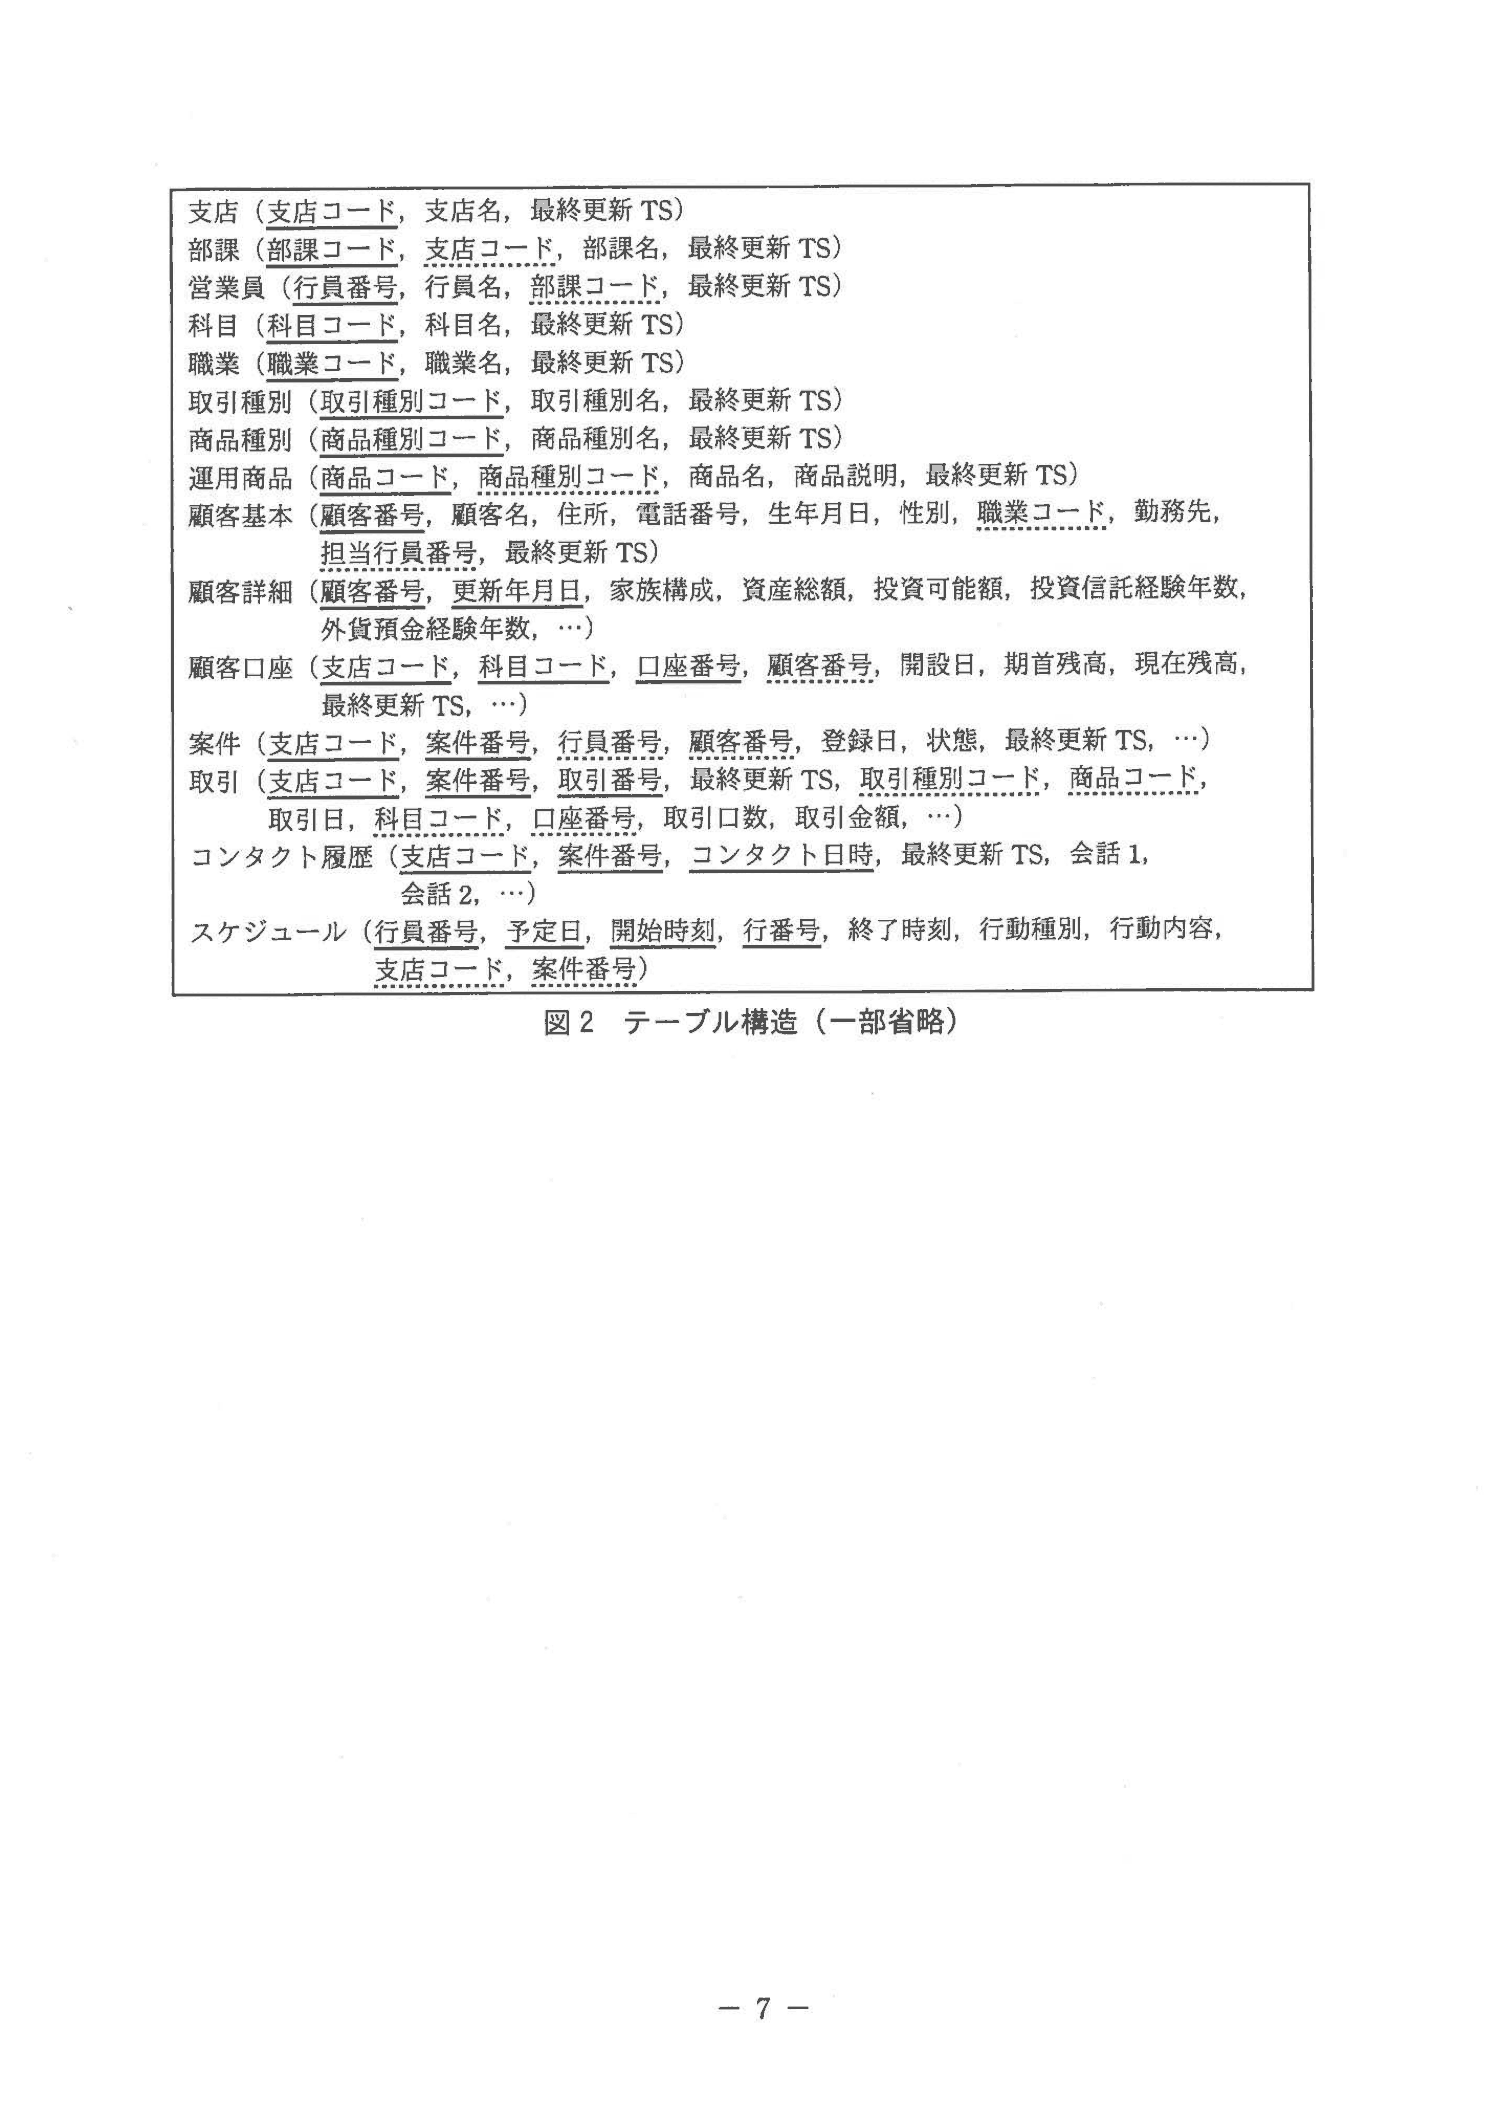 支店（支店コード，支店名，最終更新 TS）
部課（部課コード，支店コード，部課名，最終更新 TS）
営業員（行員番号，行員名，部課コード，最終更新 TS）
科目（科目コード，科目名，最終更新 TS）
職業（職業コード，職業名，最終更新 TS）
取引種別（取引種別コード，取引種別名，最終更新 TS）
商品種別（商品種別コード，商品種別名，最終更新 TS）
運用商品（商品コード，商品種別コード，商品名，商品説明，最終更新 TS）
顧客基本（顧客番号，顧客名，住所，電話番号，生年月日，性別，職業コード，勤務先，
担当行員番号，最終更新 TS）
顧客詳細（顧客番号，更新年月日，家族構成，資産総額，投資可能額，投資信託経験年数，
外貨預金経験年数，…）
顧客口座（支店コード，科目コード，口座番号，顧客番号，開設日，期首残高，現在残高，
最終更新 TS，…）
案件（支店コード，案件番号，行員番号，顧客番号，登録日，状態，最終更新 TS，…）
取引（支店コード，案件番号，取引番号，最終更新 TS，取引種別コード，商品コード，
取引日，科目コード，口座番号，取引口数，取引金額，…）
コンタクト履歴（支店コード，案件番号，コンタクト日時，最終更新 TS，会話 1，
会話 2，…）
スケジュール（行員番号，予定日，開始時刻，行番号，終了時刻，行動種別，行動内容，
支店コード，案件番号）
図 2　テーブル構造（一部省略）
－ 7 －